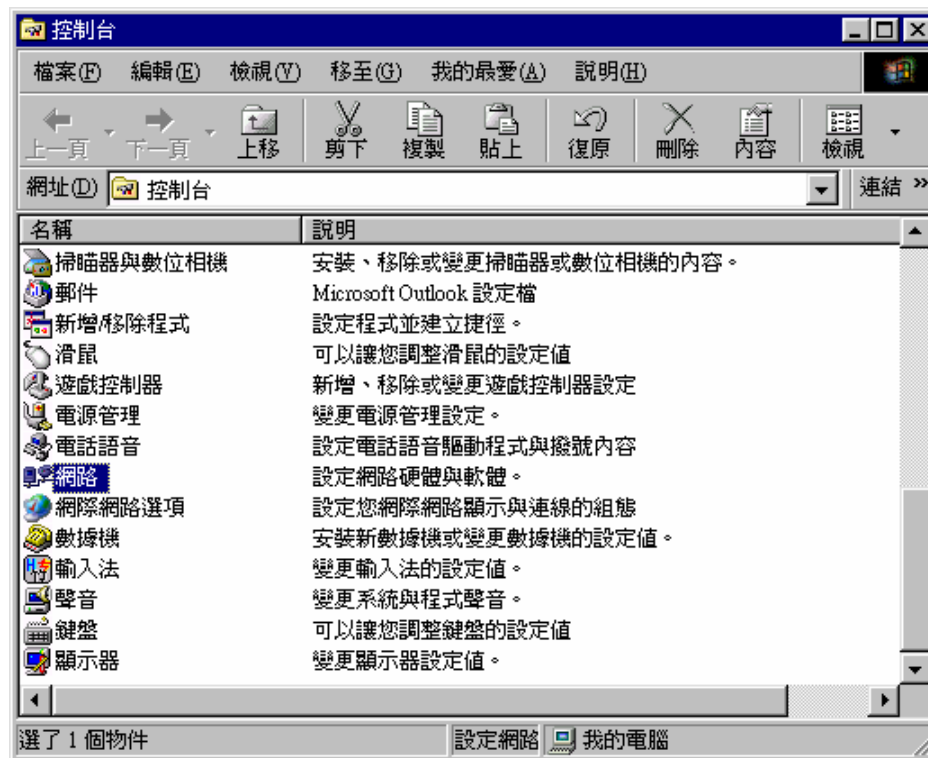 控制台
檔案(F) 編輯(E) 檢視(V) 移至(G) 我的最愛(A) 說明(H)
上一頁 下一頁 上移 剪下 複製 貼上 復原 刪除 內容 檢視
網址(D) 控制台 連結 »
名稱 說明
掃瞄器與數位相機 安裝、移除或變更掃瞄器或數位相機的內容。
郵件 Microsoft Outlook 設定檔
新增/移除程式 設定程式並建立捷徑。
滑鼠 可以讓您調整滑鼠的設定值
遊戲控制器 新增、移除或變更遊戲控制器設定
電源管理 變更電源管理設定。
電話語音 設定電話語音驅動程式與撥號內容
網路 設定網路硬體與軟體。
網際網路選項 設定您網際網路顯示與連線的組態
數據機 安裝新數據機或變更數據機的設定值。
輸入法 變更輸入法的設定值。
聲音 變更系統與程式聲音。
鍵盤 可以讓您調整鍵盤的設定值
顯示器 變更顯示器設定值。
選了 1 個物件 設定網路 我的電腦